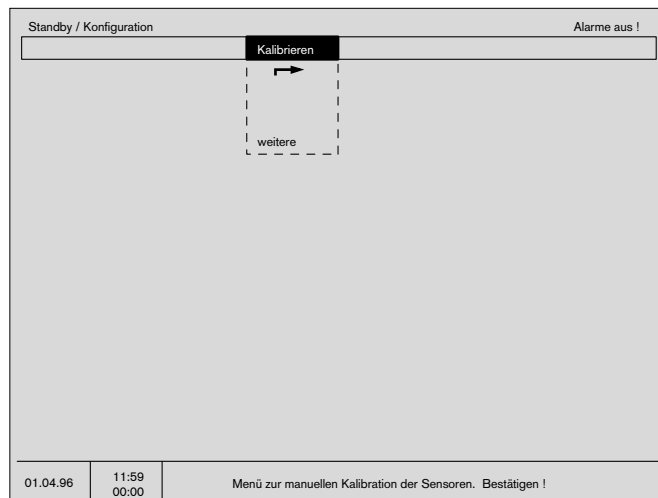 Standby / Konfiguration Alarme aus !
Kalibrieren
weitere
01.04.96 11:59 Menü zur manuellen Kalibration der Sensoren. Bestätigen !
00:00